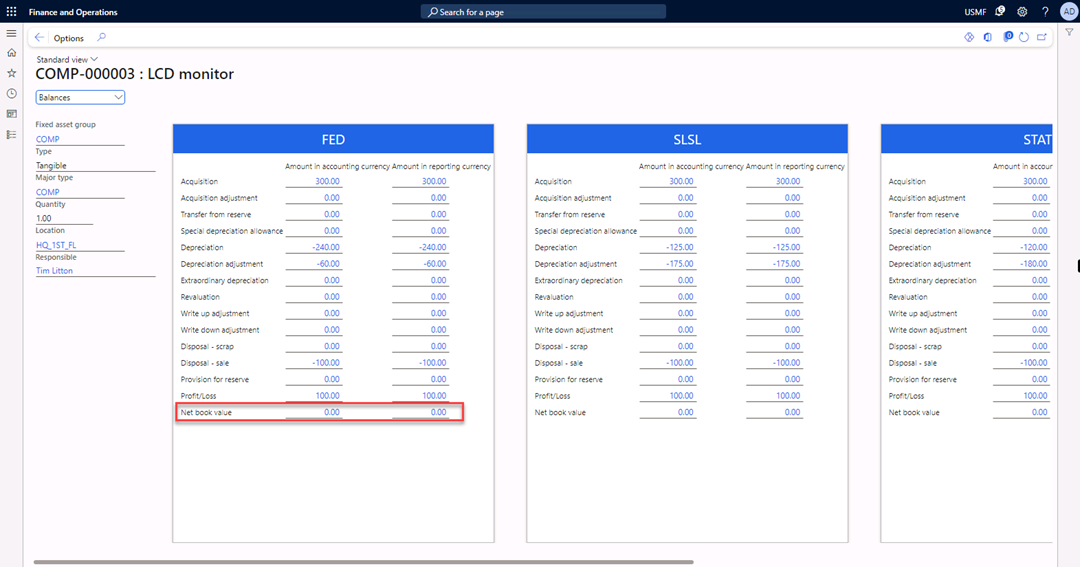 Finance and Operations
Search for a page
USMF
5
?
AD
Options
0
Standard view
COMP-000003 : LCD monitor
Balances
Fixed asset group
COMP
Type
Tangible
Major type
COMP
Quantity
1.00
Location
HQ_1ST_FL
Responsible
Tim Litton
FED
Amount in accounting currency Amount in reporting currency
Acquisition 300.00 300.00
Acquisition adjustment 0.00 0.00
Transfer from reserve 0.00 0.00
Special depreciation allowance 0.00 0.00
Depreciation -240.00 -240.00
Depreciation adjustment -60.00 -60.00
Extraordinary depreciation 0.00 0.00
Revaluation 0.00 0.00
Write up adjustment 0.00 0.00
Write down adjustment 0.00 0.00
Disposal - scrap 0.00 0.00
Disposal - sale -100.00 -100.00
Provision for reserve 0.00 0.00
Profit/Loss 100.00 100.00
Net book value 0.00 0.00
SLSL
Amount in accounting currency Amount in reporting currency
Acquisition 300.00 300.00
Acquisition adjustment 0.00 0.00
Transfer from reserve 0.00 0.00
Special depreciation allowance 0.00 0.00
Depreciation -125.00 -125.00
Depreciation adjustment -175.00 -175.00
Extraordinary depreciation 0.00 0.00
Revaluation 0.00 0.00
Write up adjustment 0.00 0.00
Write down adjustment 0.00 0.00
Disposal - scrap 0.00 0.00
Disposal - sale -100.00 -100.00
Provision for reserve 0.00 0.00
Profit/Loss 100.00 100.00
Net book value 0.00 0.00
STAT
Amount in accour
Acquisition 300.00
Acquisition adjustment 0.00
Transfer from reserve 0.00
Special depreciation allowance 0.00
Depreciation -120.00
Depreciation adjustment -180.00
Extraordinary depreciation 0.00
Revaluation 0.00
Write up adjustment 0.00
Write down adjustment 0.00
Disposal - scrap 0.00
Disposal - sale -100.00
Provision for reserve 0.00
Profit/Loss 100.00
Net book value 0.00